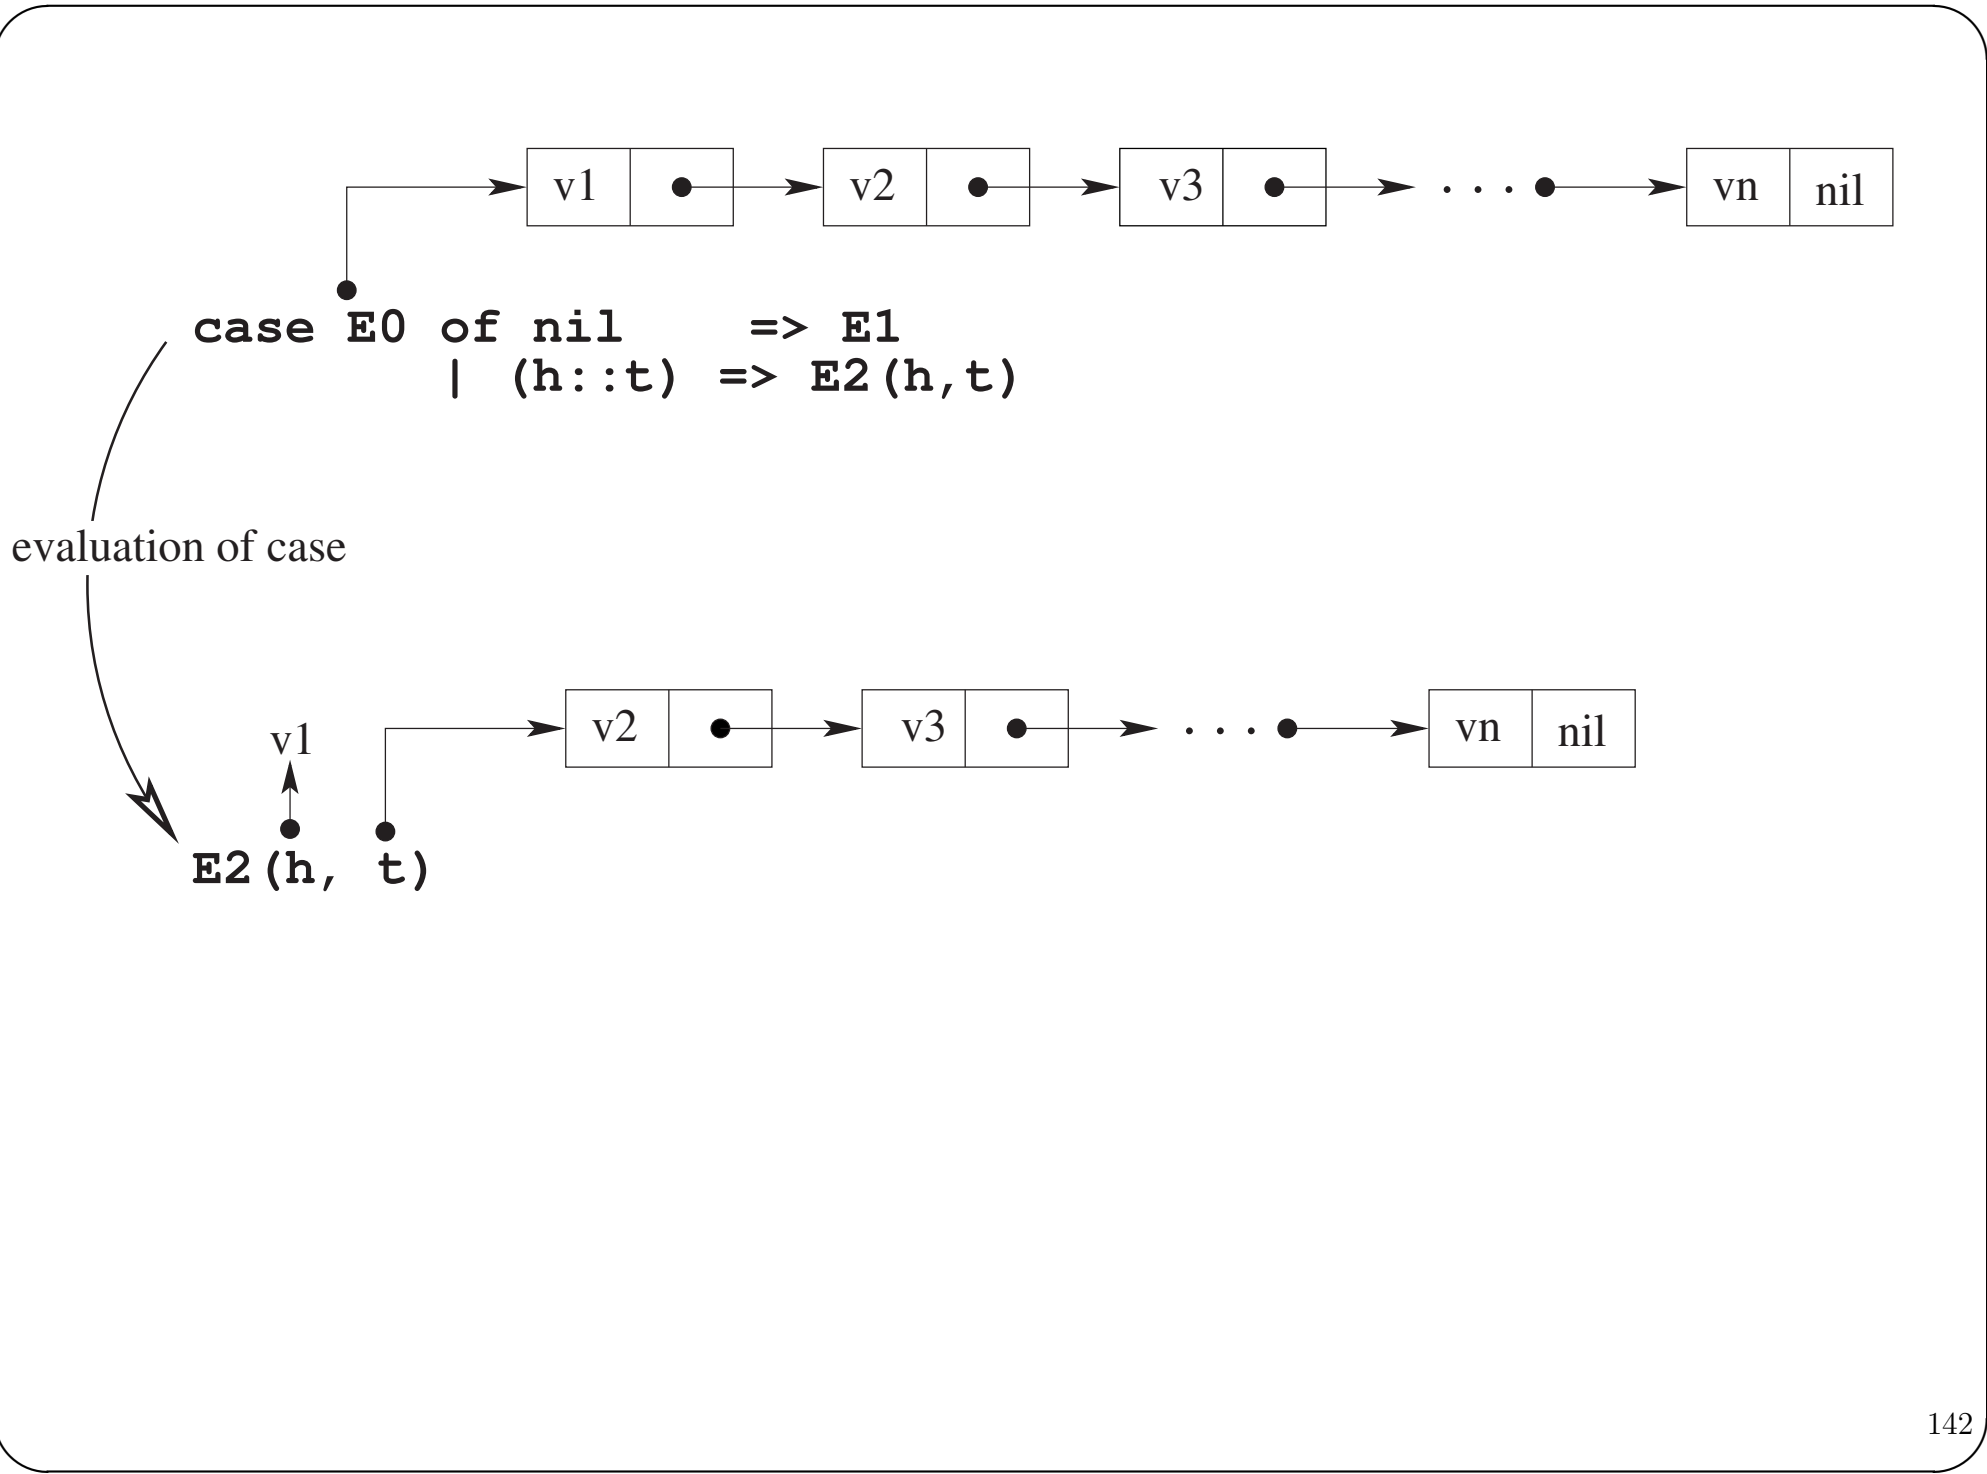 v1 v2 v3 . . . vn nil
case E0 of nil => E1
| (h::t) => E2(h,t)
evaluation of case
v1 v2 v3 . . . vn nil
E2(h, t)
142